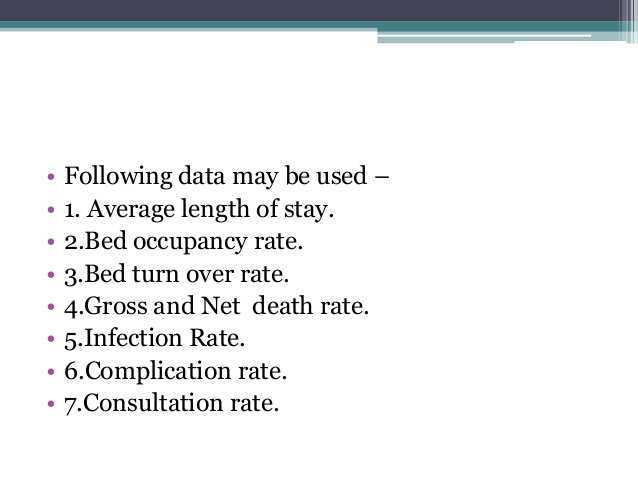 • Following data may be used –
• 1. Average length of stay.
• 2.Bed occupancy rate.
• 3.Bed turn over rate.
• 4.Gross and Net  death rate.
• 5.Infection Rate.
• 6.Complication rate.
• 7.Consultation rate.